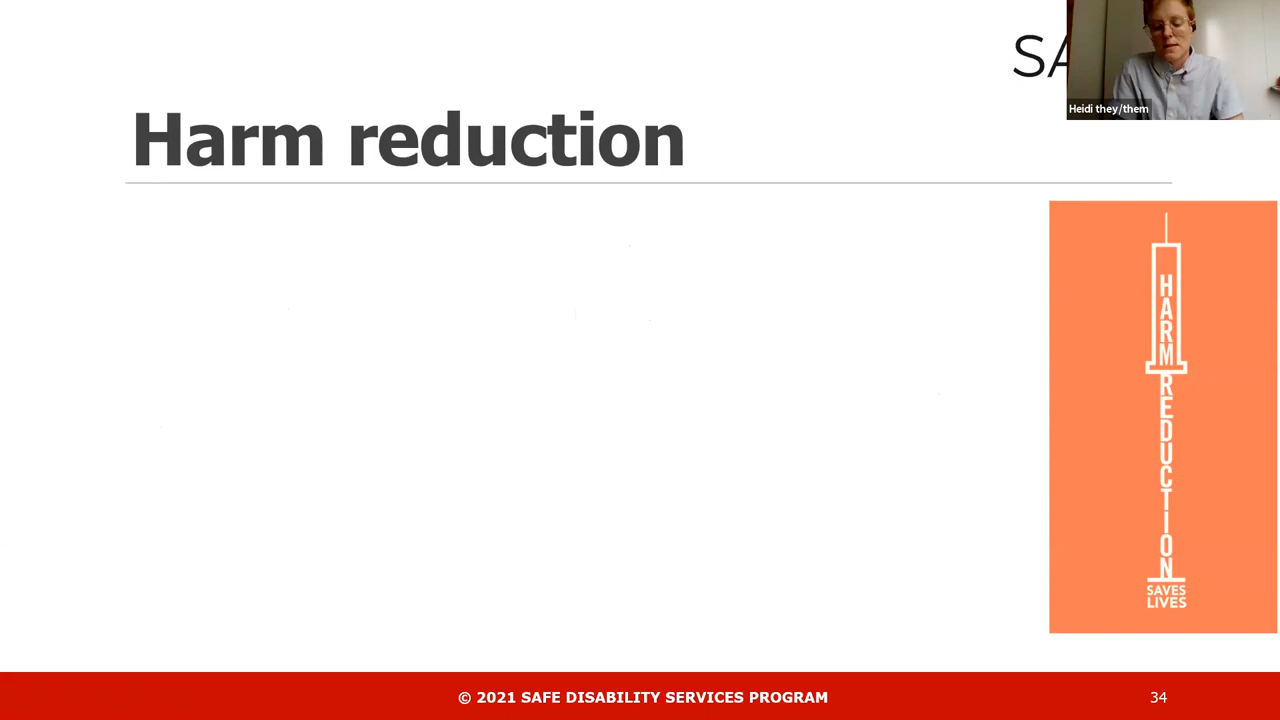 SA
Heidi they/them
Harm reduction
HARM REDUCTION
SAVES
LIVES
© 2021 SAFE DISABILITY SERVICES PROGRAM
34